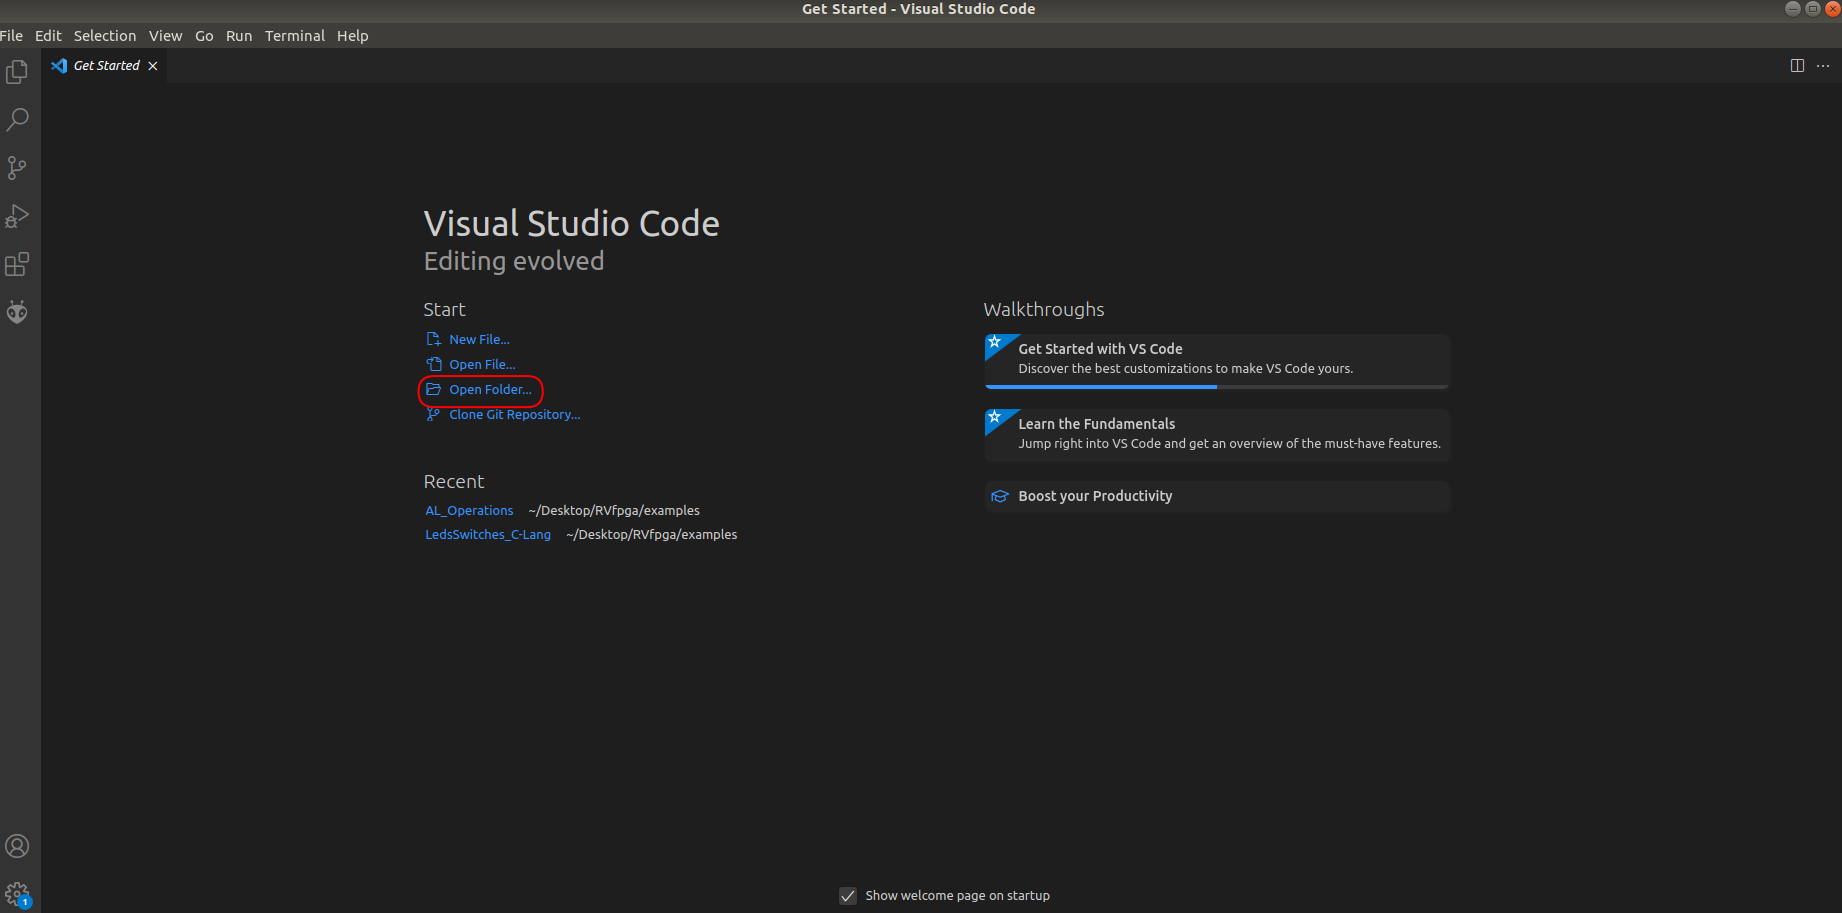 Get Started - Visual Studio Code
File Edit Selection View Go Run Terminal Help
Get Started
Visual Studio Code
Editing evolved
Start
New File...
Open File...
Open Folder...
Clone Git Repository...
Recent
AL_Operations ~/Desktop/RVfpga/examples
LedsSwitches_C-Lang ~/Desktop/RVfpga/examples
Walkthroughs
Get Started with VS Code
Discover the best customizations to make VS Code yours.
Learn the Fundamentals
Jump right into VS Code and get an overview of the must-have features.
Boost your Productivity
1
Show welcome page on startup